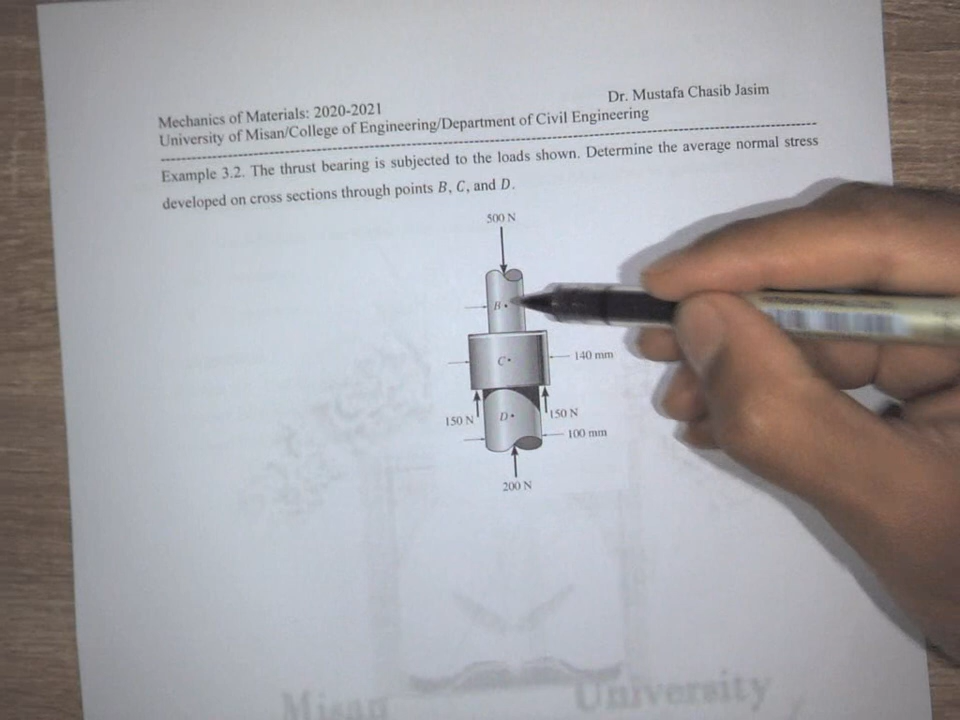 Dr. Mustafa Chasib Jasim
Mechanics of Materials: 2020-2021
University of Misan/College of Engineering/Department of Civil Engineering
Example 3.2. The thrust bearing is subjected to the loads shown. Determine the average normal stress
developed on cross sections through points B, C, and D.
500 N
B
C
140 mm
150 N
D
150 N
100 mm
200 N
Misan University